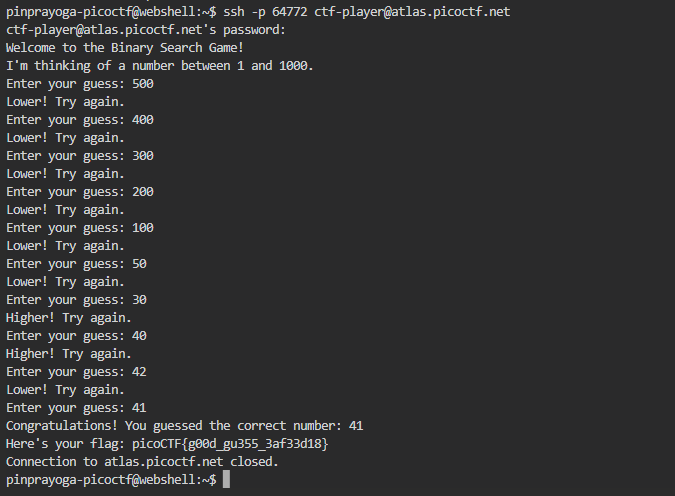 pinprayoga-picoctf@webshell:~$ ssh -p 64772 ctf-player@atlas.picoctf.net
ctf-player@atlas.picoctf.net's password:
Welcome to the Binary Search Game!
I'm thinking of a number between 1 and 1000.
Enter your guess: 500
Lower! Try again.
Enter your guess: 400
Lower! Try again.
Enter your guess: 300
Lower! Try again.
Enter your guess: 200
Lower! Try again.
Enter your guess: 100
Lower! Try again.
Enter your guess: 50
Lower! Try again.
Enter your guess: 30
Higher! Try again.
Enter your guess: 40
Higher! Try again.
Enter your guess: 42
Lower! Try again.
Enter your guess: 41
Congratulations! You guessed the correct number: 41
Here's your flag: picoCTF{g00d_gu355_3af33d18}
Connection to atlas.picoctf.net closed.
pinprayoga-picoctf@webshell:~$